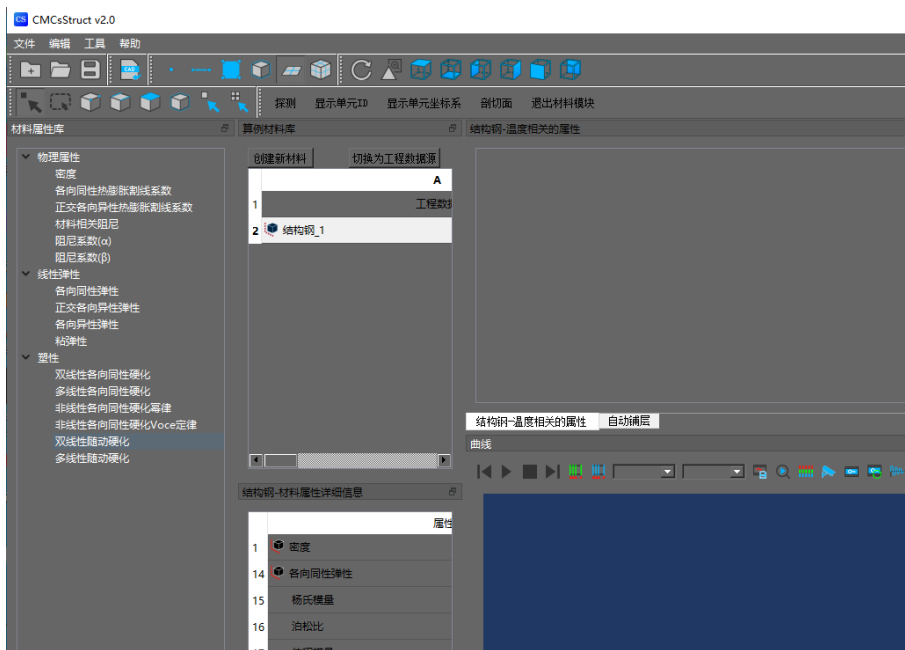 CS CMCsStruct v2.0
文件 编辑 工具 帮助
探测 显示单元ID 显示单元坐标系 剖切面 退出材料模块
材料属性库
物理属性
密度
各向同性热膨胀割线系数
正交各向异性热膨胀割线系数
材料相关阻尼
阻尼系数(α)
阻尼系数(β)
线性弹性
各向同性弹性
正交各向异性弹性
各向异性弹性
粘弹性
塑性
双线性各向同性硬化
多线性各向同性硬化
非线性各向同性硬化幂律
非线性各向同性硬化Voce定律
双线性随动硬化
多线性随动硬化
算例材料库
创建新材料 切换为工程数据源
A
1 工程数据
2 结构钢_1
结构钢-材料属性详细信息
属性
1 密度
14 各向同性弹性
15 杨氏模量
16 泊松比
结构钢-温度相关的属性
结构钢-温度相关的属性 自动铺层
曲线